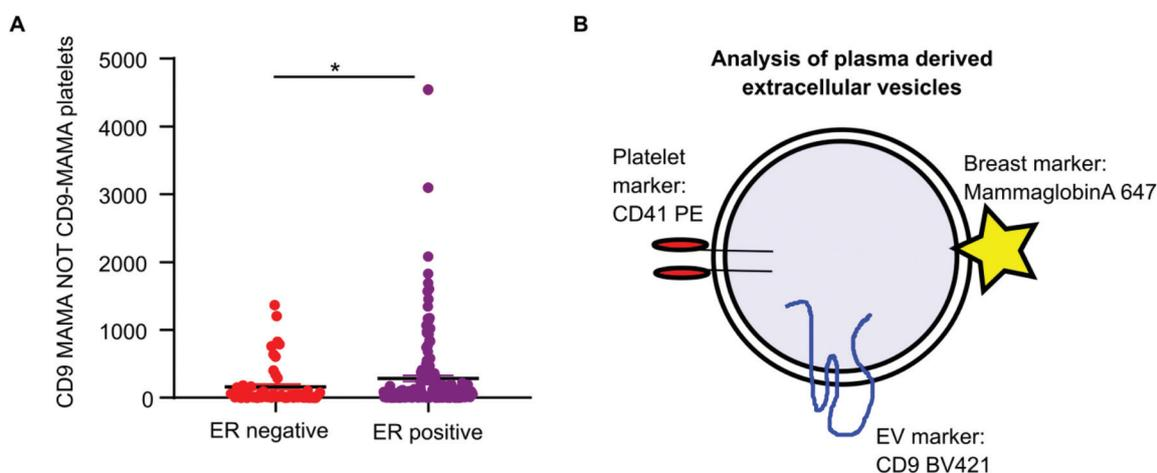 A
CD9 MAMA NOT CD9-MAMA platelets
5000
4000
3000
2000
1000
0
*
ER negative
ER positive
B
Analysis of plasma derived
extracellular vesicles
Platelet
marker:
CD41 PE
Breast marker:
MammaglobinA 647
EV marker:
CD9 BV421